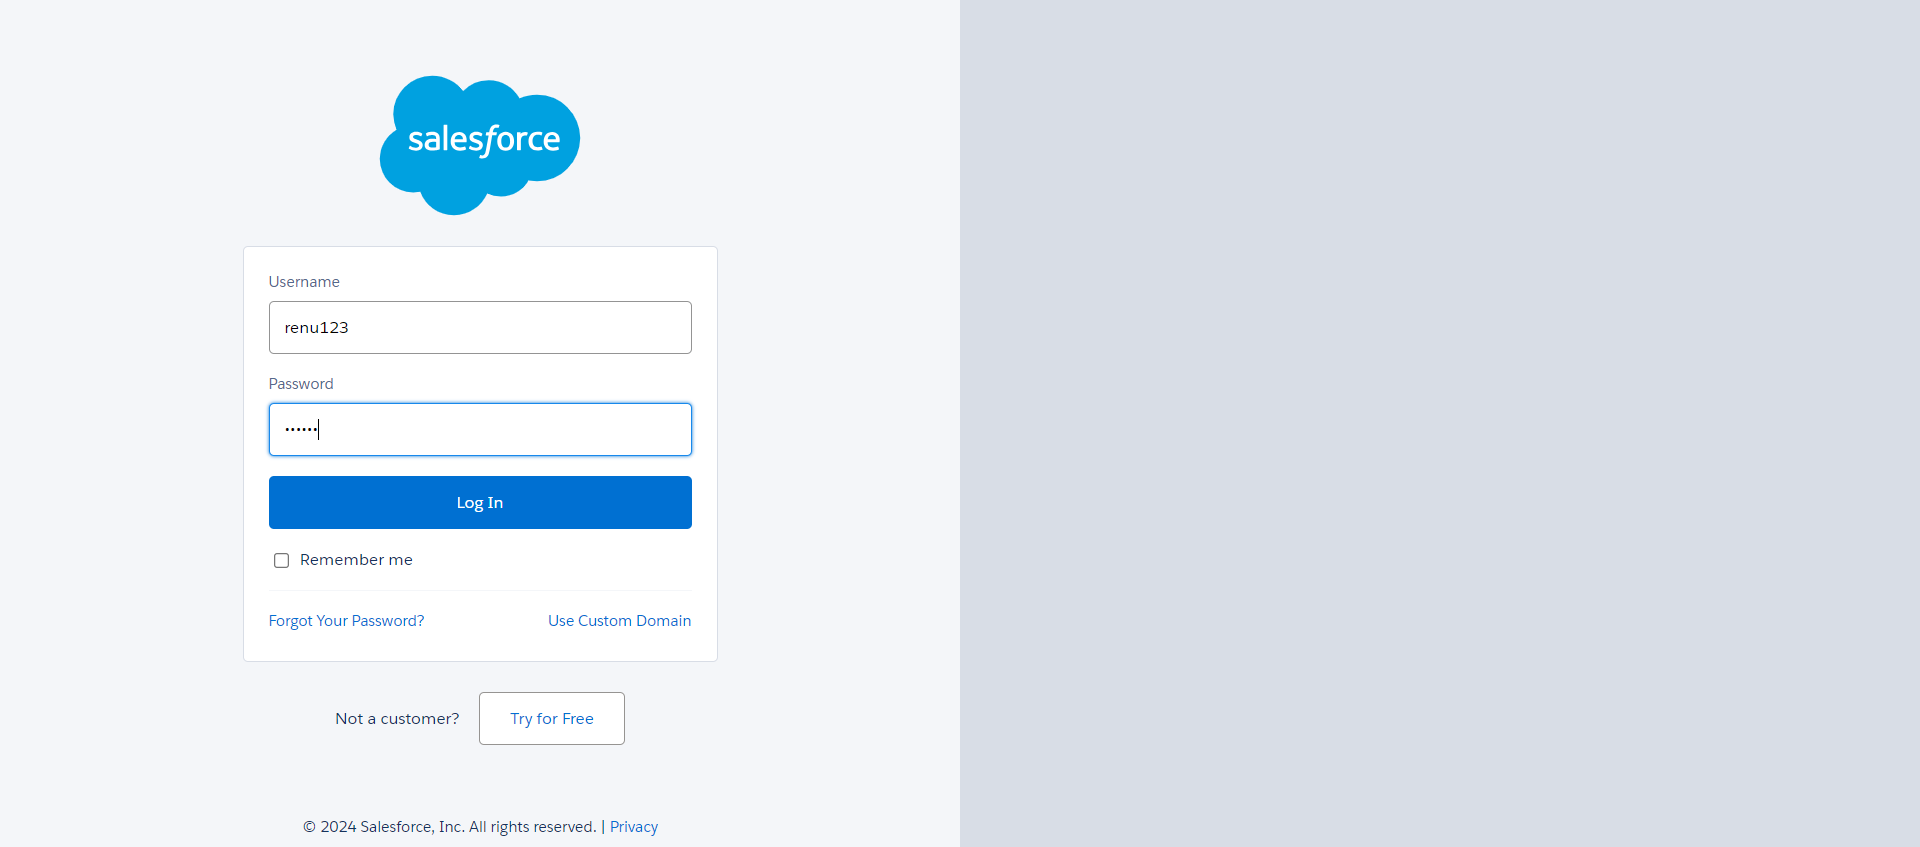 salesforce
Username
renu123
Password
••••••
Log In
Remember me
Forgot Your Password? Use Custom Domain
Not a customer? Try for Free
© 2024 Salesforce, Inc. All rights reserved. | Privacy